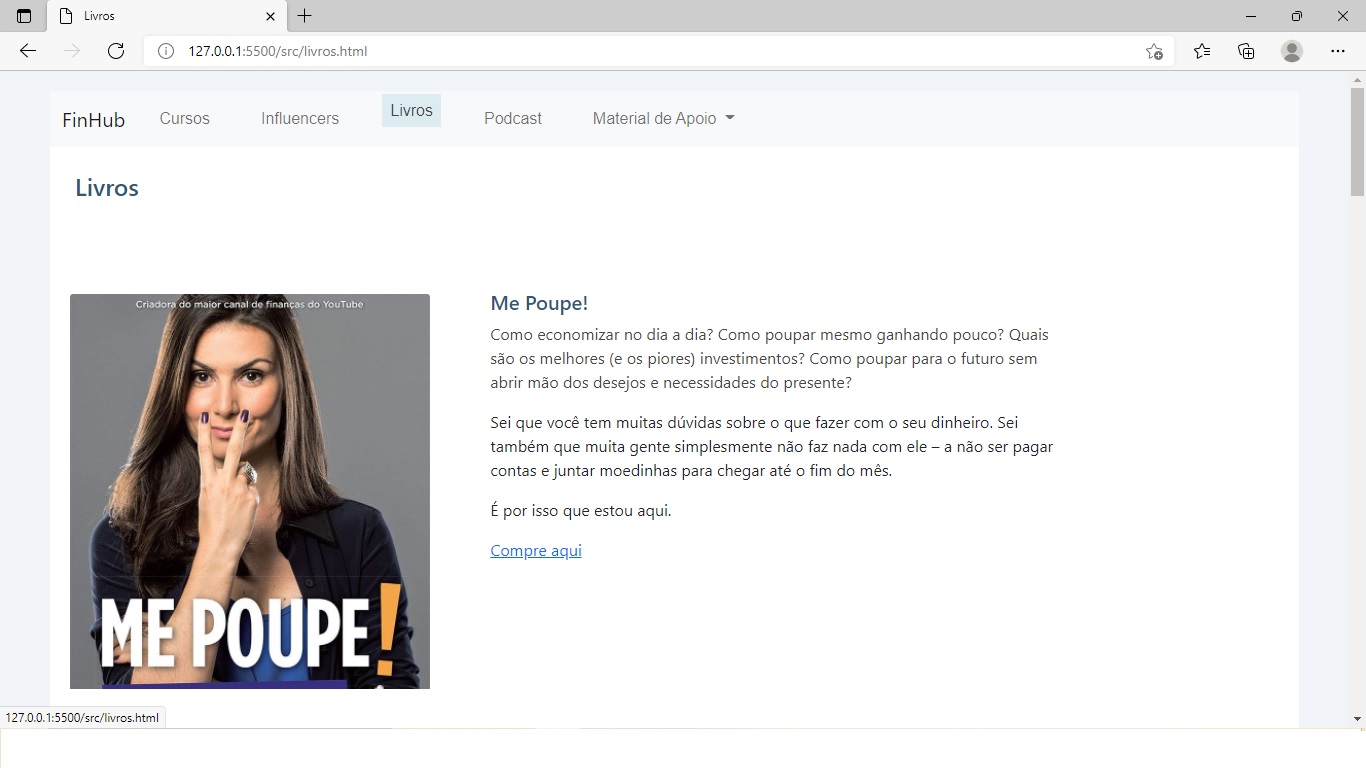 Livros
127.0.0.1:5500/src/livros.html
FinHub Cursos Influencers Livros Podcast Material de Apoio
Livros
Criadora do maior canal de finanças do YouTube
ME POUPE!
Me Poupe!
Como economizar no dia a dia? Como poupar mesmo ganhando pouco? Quais
são os melhores (e os piores) investimentos? Como poupar para o futuro sem
abrir mão dos desejos e necessidades do presente?
Sei que você tem muitas dúvidas sobre o que fazer com o seu dinheiro. Sei
também que muita gente simplesmente não faz nada com ele – a não ser pagar
contas e juntar moedinhas para chegar até o fim do mês.
É por isso que estou aqui.
Compre aqui
127.0.0.1:5500/src/livros.html